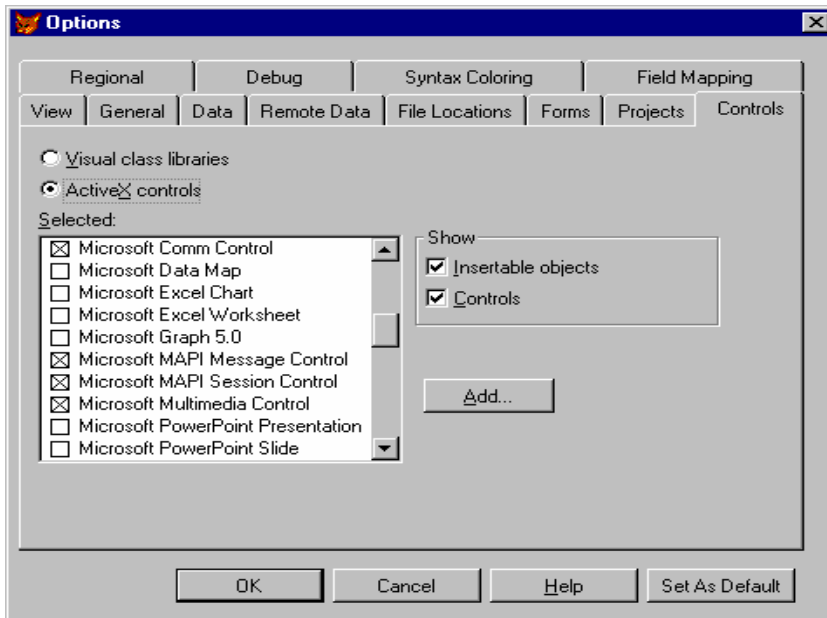 Options
Regional Debug Syntax Coloring Field Mapping
View General Data Remote Data File Locations Forms Projects Controls
Visual class libraries
ActiveX controls
Selected:
Microsoft Comm Control
Microsoft Data Map
Microsoft Excel Chart
Microsoft Excel Worksheet
Microsoft Graph 5.0
Microsoft MAPI Message Control
Microsoft MAPI Session Control
Microsoft Multimedia Control
Microsoft PowerPoint Presentation
Microsoft PowerPoint Slide
Show
Insertable objects
Controls
Add...
OK Cancel Help Set As Default